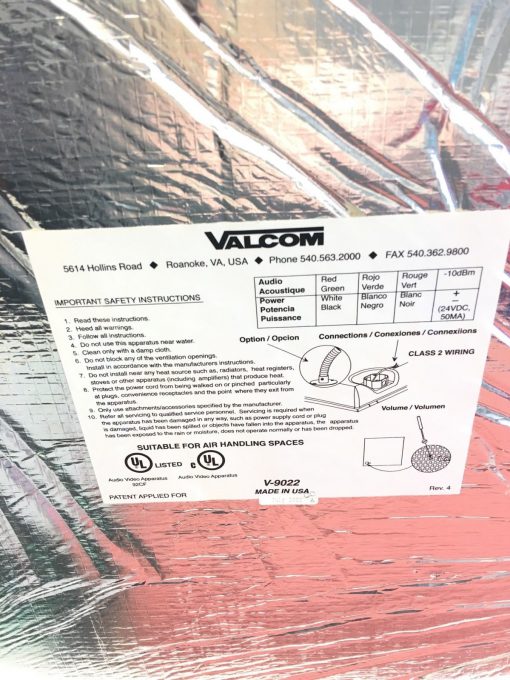 VALCOM
5614 Hollins Road ◆ Roanoke, VA, USA ◆ Phone 540.563.2000 ◆ FAX 540.362.9800
IMPORTANT SAFETY INSTRUCTIONS
1. Read these instructions.
2. Heed all warnings.
3. Follow all instructions.
4. Do not use this apparatus near water.
5. Clean only with a damp cloth.
6. Do not block any of the ventilation openings.
Install in accordance with the manufacturers instructions.
7. Do not install near any heat source such as, radiators, heat registers,
stoves or other apparatus (including amplifiers) that produce heat.
8. Protect the power cord from being walked on or pinched particularly
at plugs, convenience receptacles and the point where they exit from
the apparatus.
9. Only use attachments/accessories specified by the manufacturer.
10. Refer all servicing to qualified service personnel. Servicing is required when
the apparatus has been damaged in any way, such as power supply cord or plug
is damaged, liquid has been spilled or objects have fallen into the apparatus, the apparatus
has been exposed to the rain or moisture, does not operate normally or has been dropped.
Audio Red Rojo Rouge -10dBm
Acoustique Green Verde Vert
Power White Blanco Blanc +
Potencia Black Negro Noir –
Puissance (24VDC,
50MA)
Option / Opcion
Connections / Conexiones / Connexiions
CLASS 2 WIRING
Volume / Volumen
SUITABLE FOR AIR HANDLING SPACES
UL LISTED c UL
Audio Video Apparatus Audio Video Apparatus
92CF
PATENT APPLIED FOR
V-9022
MADE IN USA
Rev. 4